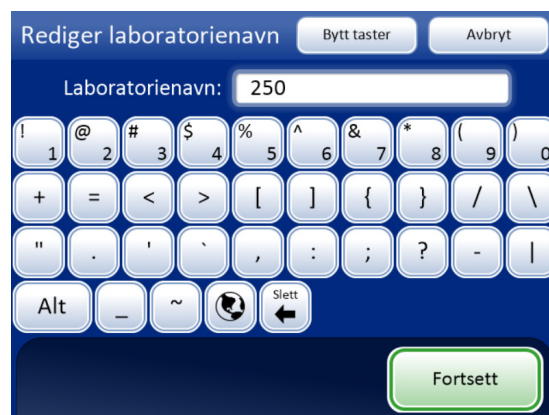 Rediger laboratorienavn Bytt taster Avbryt
Laboratorienavn: 250
! 1 @ 2 # 3 $ 4 % 5 ^ 6 & 7 * 8 ( 9 ) 0
+ = < > [ ] { } / \
" . ' ` , : ; ? - |
Alt _ ~ Slett
Fortsett